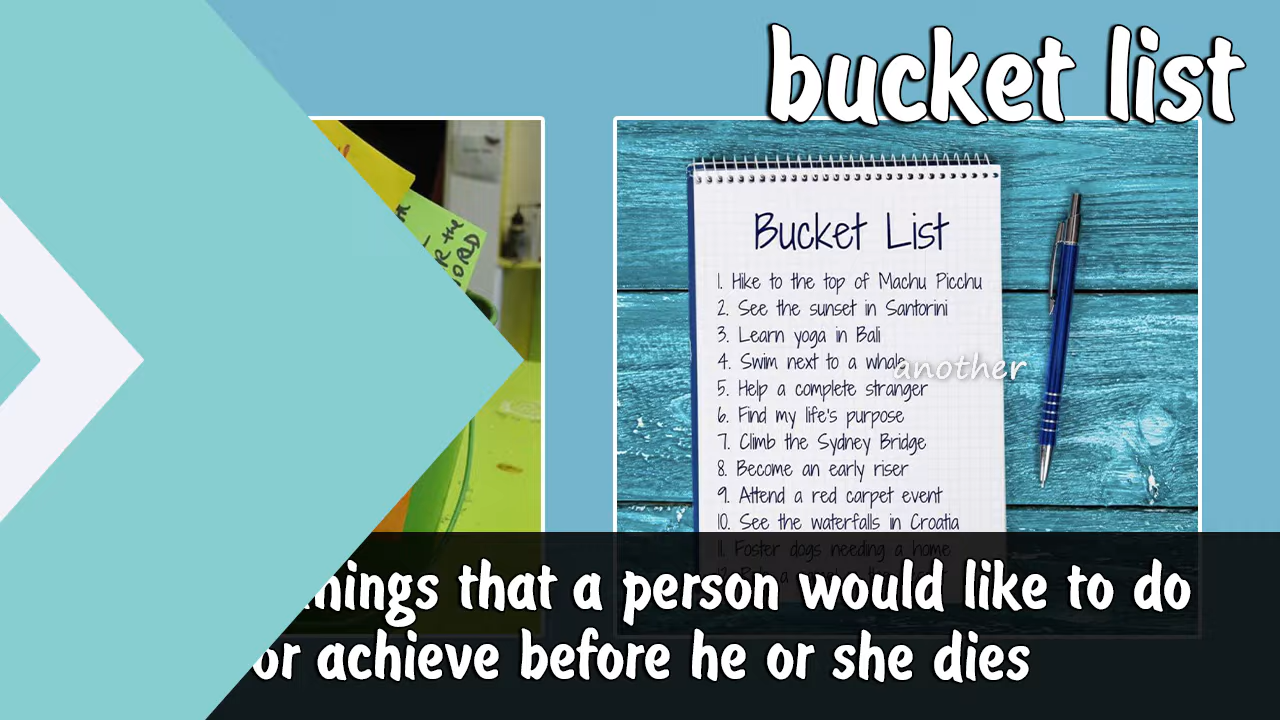 bucket list
THE
OR the
WORLD
Bucket List
1. Hike to the top of Machu Picchu
2. See the sunset in Santorini
3. Learn yoga in Bali
4. Swim next to a whale
another
5. Help a complete stranger
6. Find my life's purpose
7. Climb the Sydney Bridge
8. Become an early riser
9. Attend a red carpet event
10. See the waterfalls in Croatia
11. Foster dogs needing a home
that a person would like to do
or achieve before he or she dies